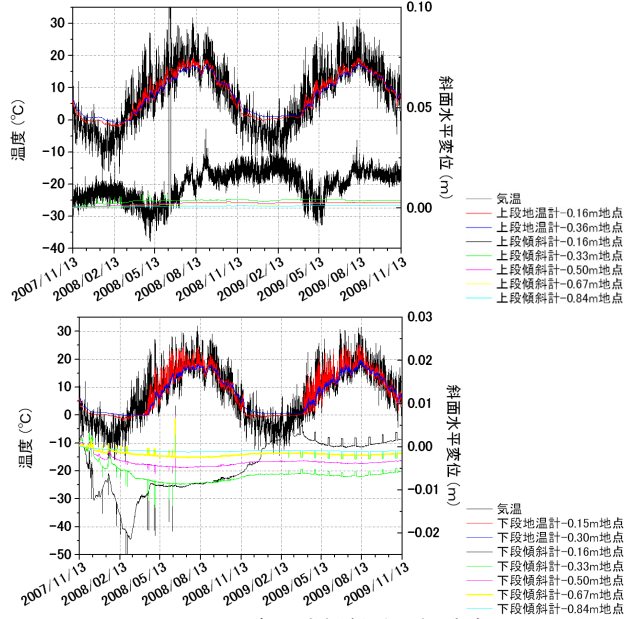 30
20
10
0
-10
-20
-30
-40
温度 (℃)
0.10
0.05
0.00
斜面水平変位 (m)
2007/11/13
2008/02/13
2008/05/13
2008/08/13
2008/11/13
2009/02/13
2009/05/13
2009/08/13
2009/11/13
気温
上段地温計-0.16m地点
上段地温計-0.36m地点
上段傾斜計-0.16m地点
上段傾斜計-0.33m地点
上段傾斜計-0.50m地点
上段傾斜計-0.67m地点
上段傾斜計-0.84m地点
30
20
10
0
-10
-20
-30
-40
-50
温度 (℃)
0.03
0.02
0.01
0.00
-0.01
-0.02
斜面水平変位 (m)
2007/11/13
2008/02/13
2008/05/13
2008/08/13
2008/11/13
2009/02/13
2009/05/13
2009/08/13
2009/11/13
気温
下段地温計-0.15m地点
下段地温計-0.30m地点
下段傾斜計-0.16m地点
下段傾斜計-0.33m地点
下段傾斜計-0.50m地点
下段傾斜計-0.67m地点
下段傾斜計-0.84m地点